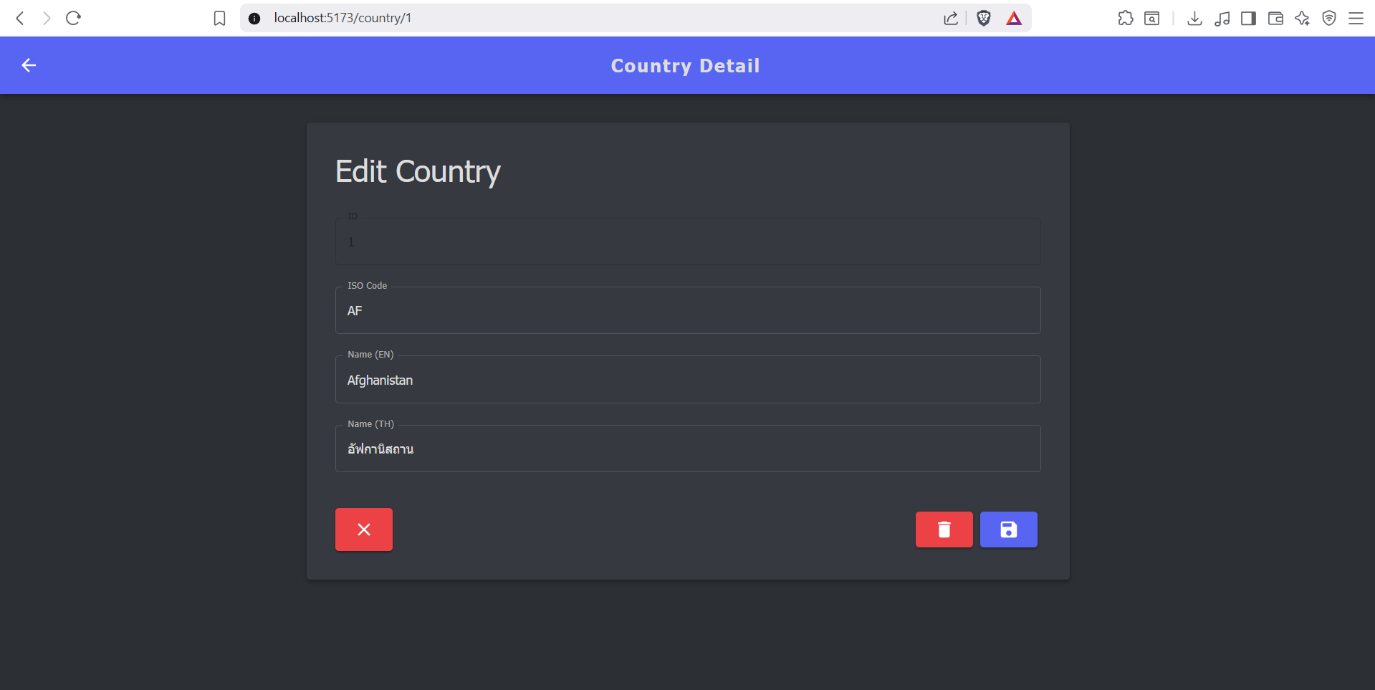 localhost:5173/country/1
Country Detail
Edit Country
ID
1
ISO Code
AF
Name (EN)
Afghanistan
Name (TH)
อัฟกานิสถาน